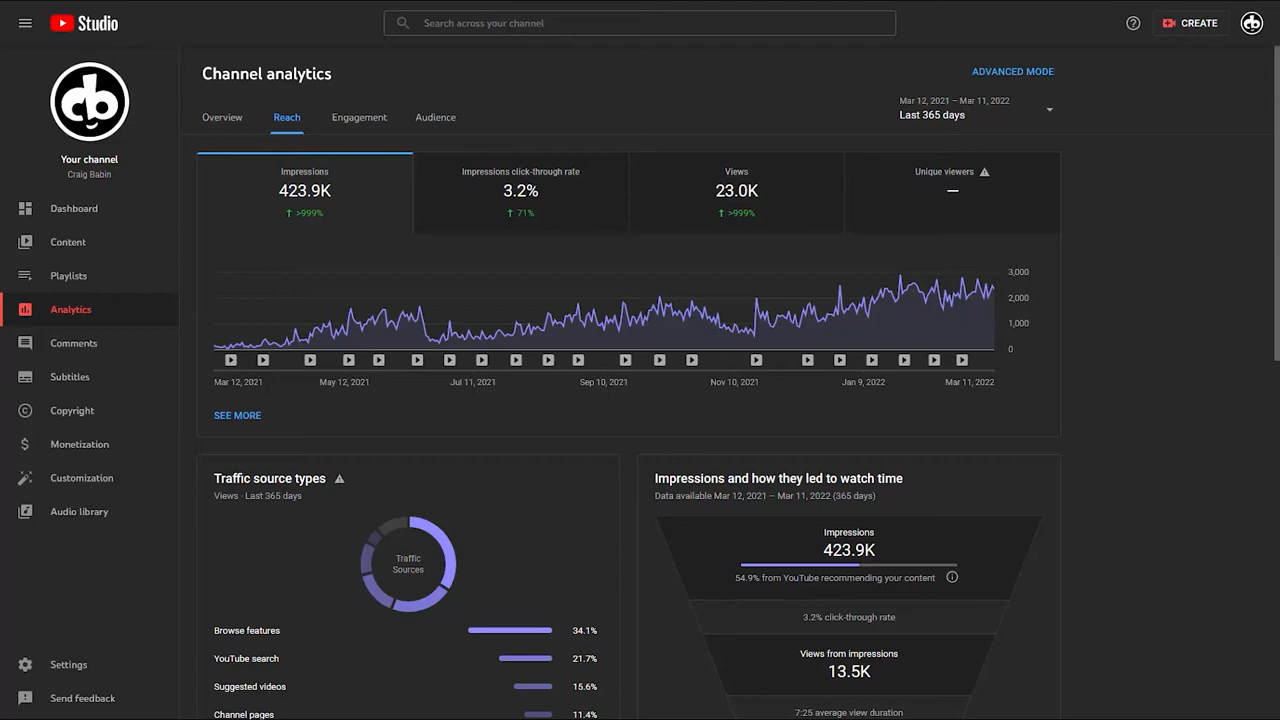 Studio
Search across your channel
CREATE
Your channel
Craig Babin
Dashboard
Content
Playlists
Analytics
Comments
Subtitles
Copyright
Monetization
Customization
Audio library
Settings
Send feedback
Channel analytics
ADVANCED MODE
Overview
Reach
Engagement
Audience
Mar 12, 2021 – Mar 11, 2022
Last 365 days
Impressions
423.9K
>999%
Impressions click-through rate
3.2%
71%
Views
23.0K
>999%
Unique viewers
—
3,000
2,000
1,000
0
Mar 12, 2021
May 12, 2021
Jul 11, 2021
Sep 10, 2021
Nov 10, 2021
Jan 9, 2022
Mar 11, 2022
SEE MORE
Traffic source types
Views · Last 365 days
Traffic
Sources
Browse features 34.1%
YouTube search 21.7%
Suggested videos 15.6%
Channel pages 11.4%
Impressions and how they led to watch time
Data available Mar 12, 2021 – Mar 11, 2022 (365 days)
Impressions
423.9K
54.9% from YouTube recommending your content
3.2% click-through rate
Views from impressions
13.5K
7:25 average view duration